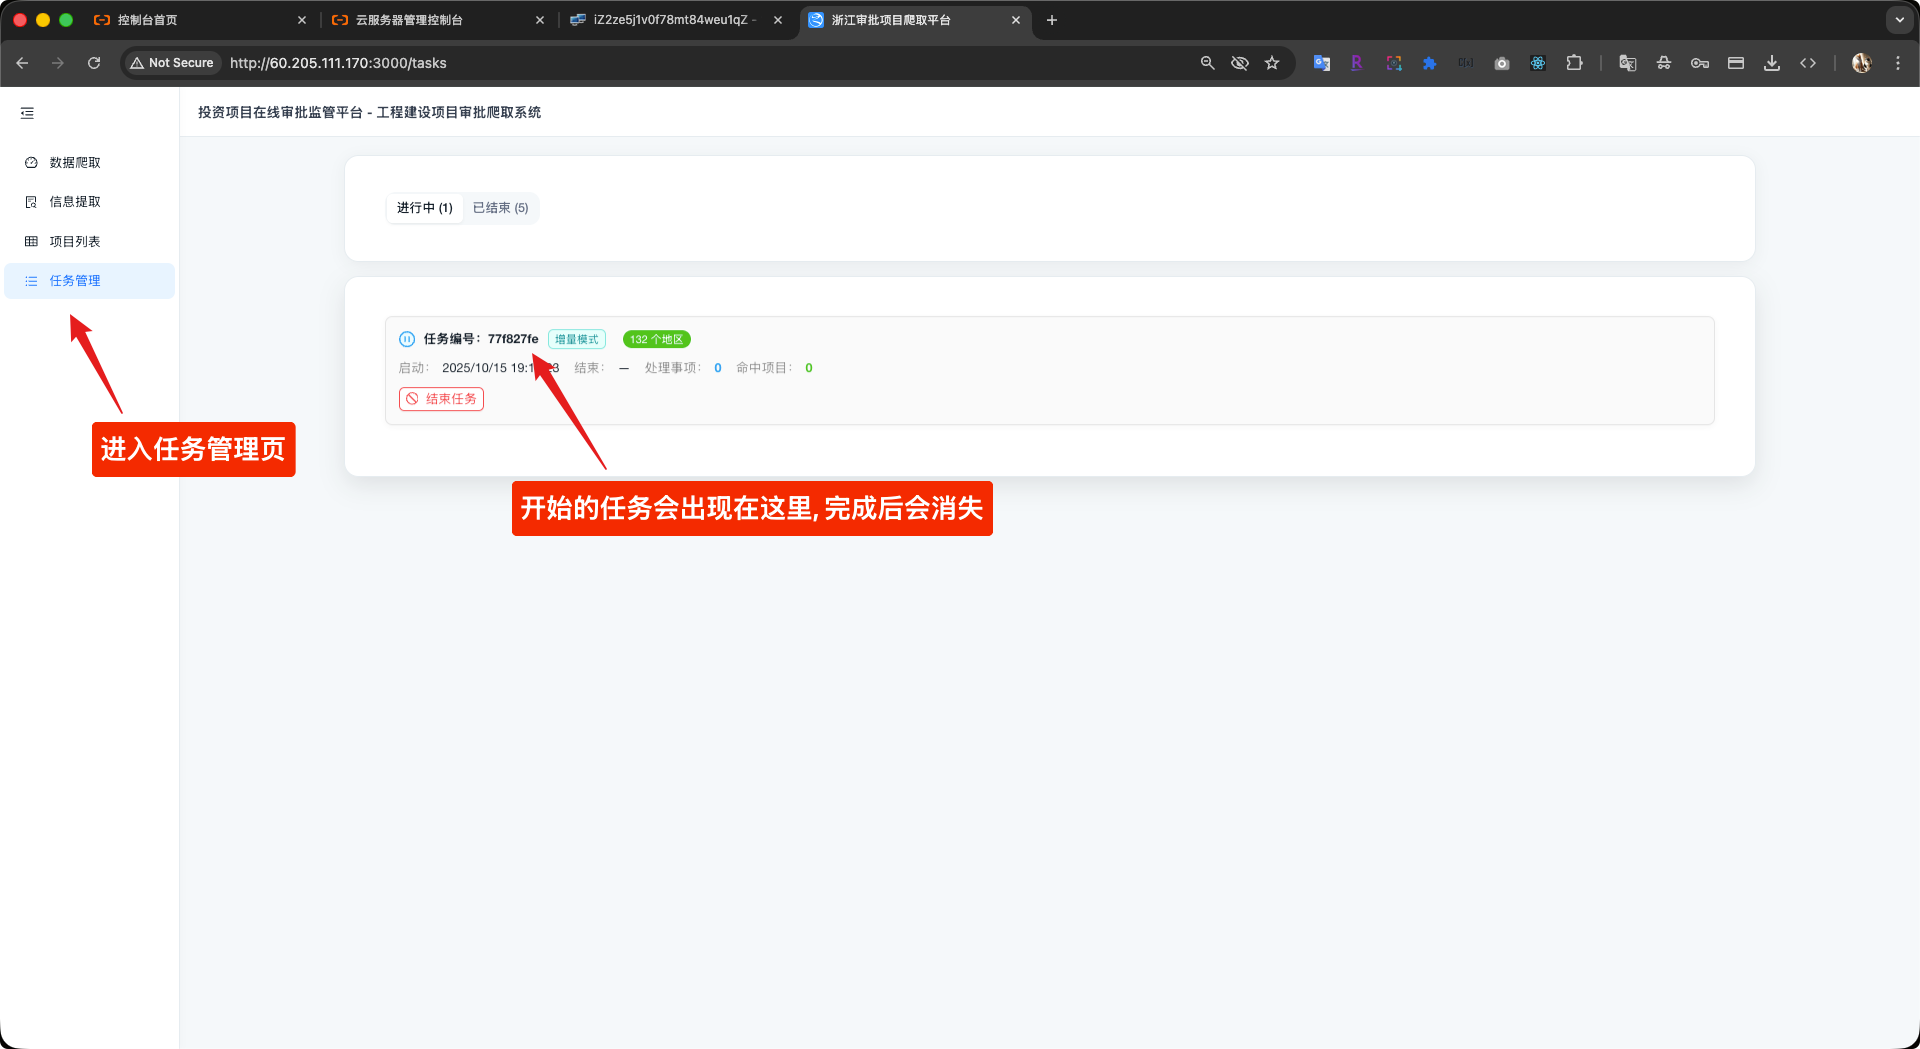 控制台首页
云服务器管理控制台
iZ2ze5j1v0f78mt84weu1qZ -
浙江审批项目爬取平台
Not Secure
http://60.205.111.170:3000/tasks
投资项目在线审批监管平台 - 工程建设项目审批爬取系统
数据爬取
信息提取
项目列表
任务管理
进行中 (1)
已结束 (5)
任务编号: 77f827fe
增量模式
132 个地区
启动: 2025/10/15 19:1 3 结束: — 处理事项: 0 命中项目: 0
结束任务
进入任务管理页
开始的任务会出现在这里, 完成后会消失